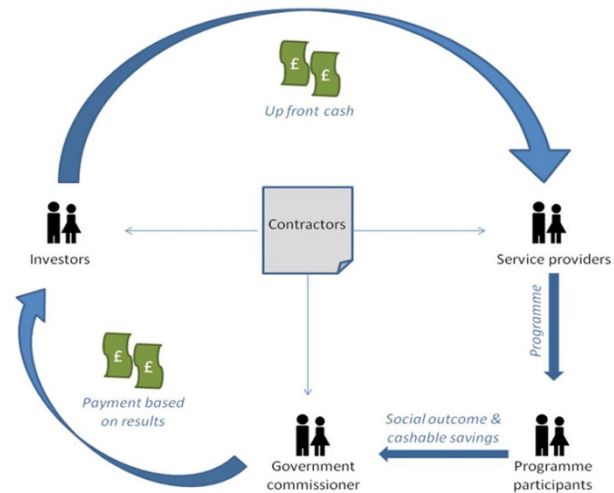 £ £
Up front cash
Contractors
Investors
Service providers
Programme
£ £
Payment based
on results
Social outcome &
cashable savings
Government
commissioner
Programme
participants